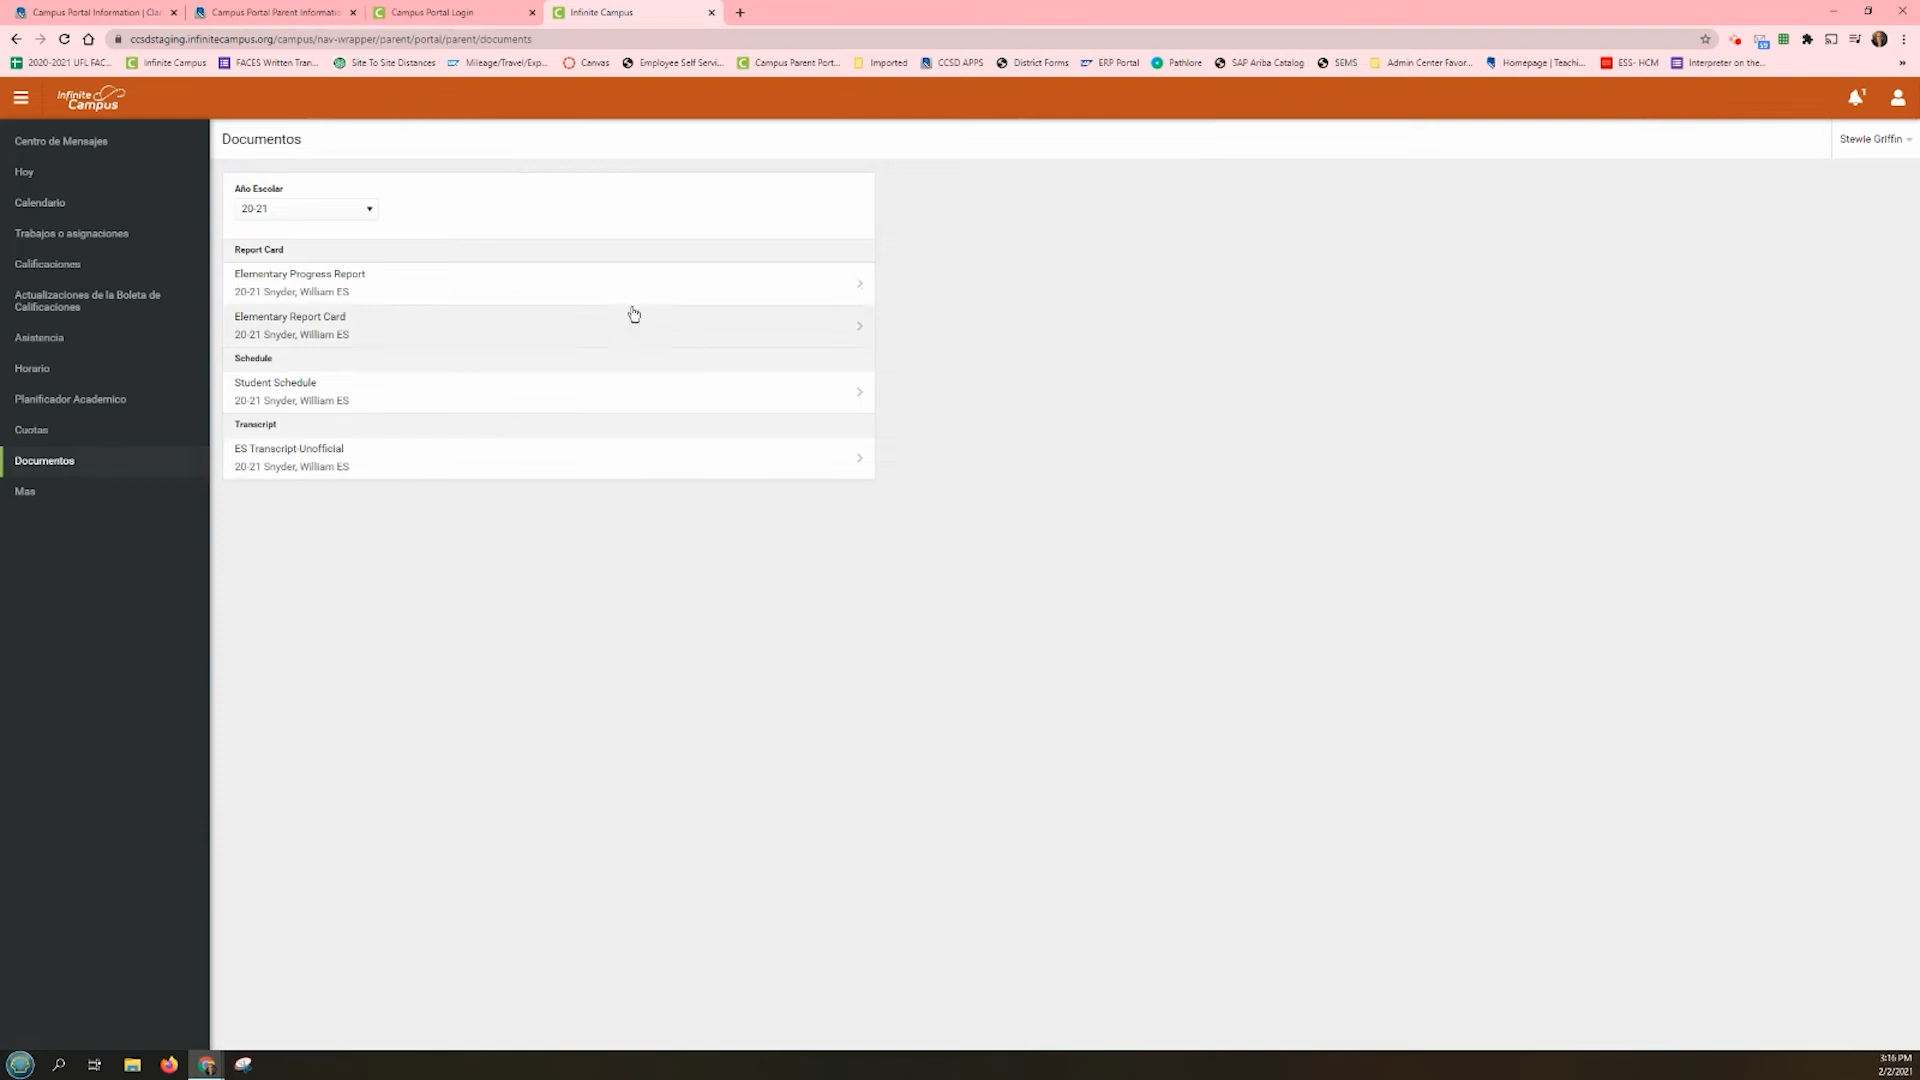 Campus Portal Information | Clar
Campus Portal Parent Informatio
Campus Portal Login
Infinite Campus
ccsdstaging.infinitecampus.org/campus/nav-wrapper/parent/portal/parent/documents
2020-2021 UFL FAC...
Infinite Campus
FACES Written Tran...
Site To Site Distances
Mileage/Travel/Exp...
Canvas
Employee Self Servi...
Campus Parent Port...
Imported
CCSD APPS
District Forms
ERP Portal
Pathlore
SAP Ariba Catalog
SEMS
Admin Center Favor...
Homepage | Teachi...
ESS- HCM
Interpreter on the...
Infinite
Campus
1
Centro de Mensajes
Hoy
Calendario
Trabajos o asignaciones
Calificaciones
Actualizaciones de la Boleta de
Calificaciones
Asistencia
Horario
Planificador Academico
Cuotas
Documentos
Mas
Documentos
Stewie Griffin
Año Escolar
20-21
Report Card
Elementary Progress Report
20-21 Snyder, William ES
Elementary Report Card
20-21 Snyder, William ES
Schedule
Student Schedule
20-21 Snyder, William ES
Transcript
ES Transcript-Unofficial
20-21 Snyder, William ES
3:16 PM
2/2/2021